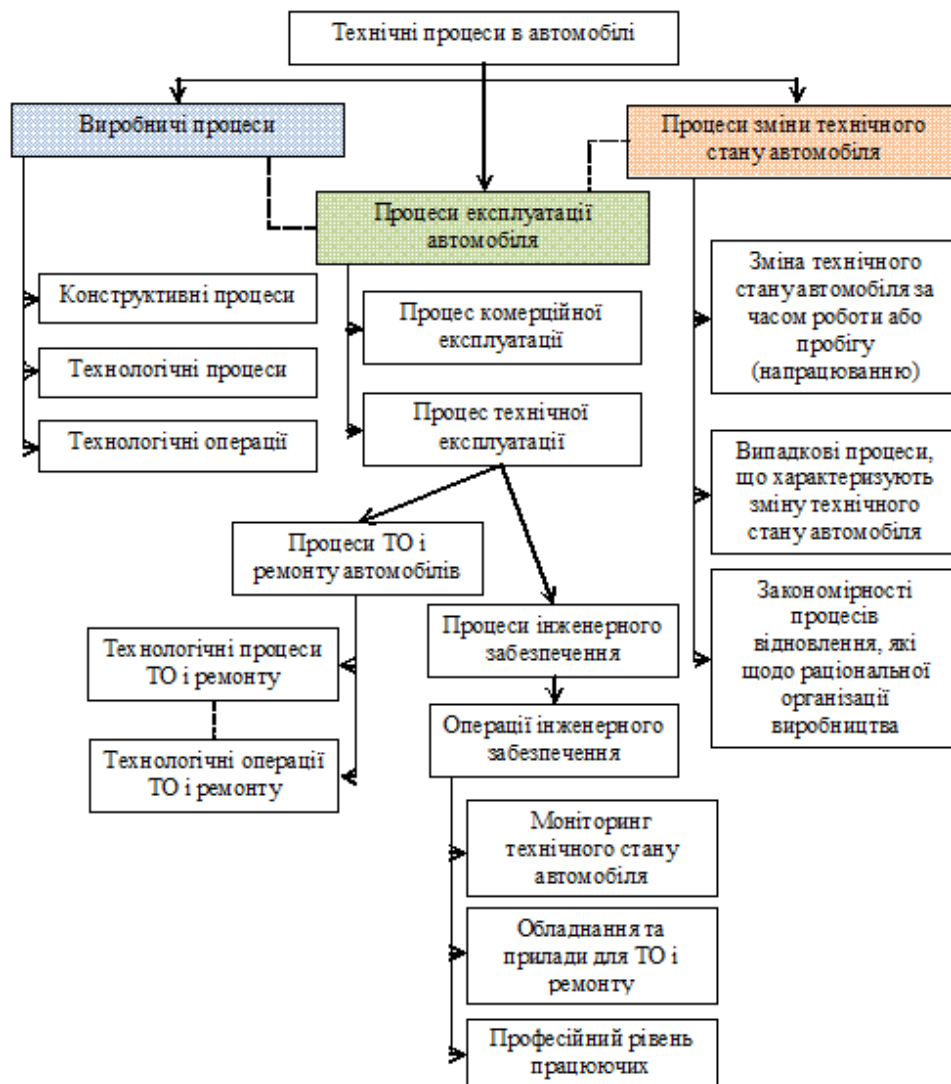 Технічні процеси в автомобілі
Виробничі процеси
Процеси зміни технічного
стану автомобіля
Процеси експлуатації
автомобіля
Конструктивні процеси
Технологічні процеси
Технологічні операції
Процес комерційної
експлуатації
Процес технічної
експлуатації
Зміна технічного
стану автомобіля за
часом роботи або
пробігу
(напрацюванню)
Випадкові процеси,
що характеризують
зміну технічного
стану автомобіля
Закономірності
процесів
відновлення, які
щодо раціональної
організації
виробництва
Процеси ТО і
ремонту автомобілів
Технологічні процеси
ТО і ремонту
Технологічні операції
ТО і ремонту
Процеси інженерного
забезпечення
Операції інженерного
забезпечення
Моніторинг
технічного стану
автомобіля
Обладнання та
прилади для ТО і
ремонту
Професійний рівень
працюючих